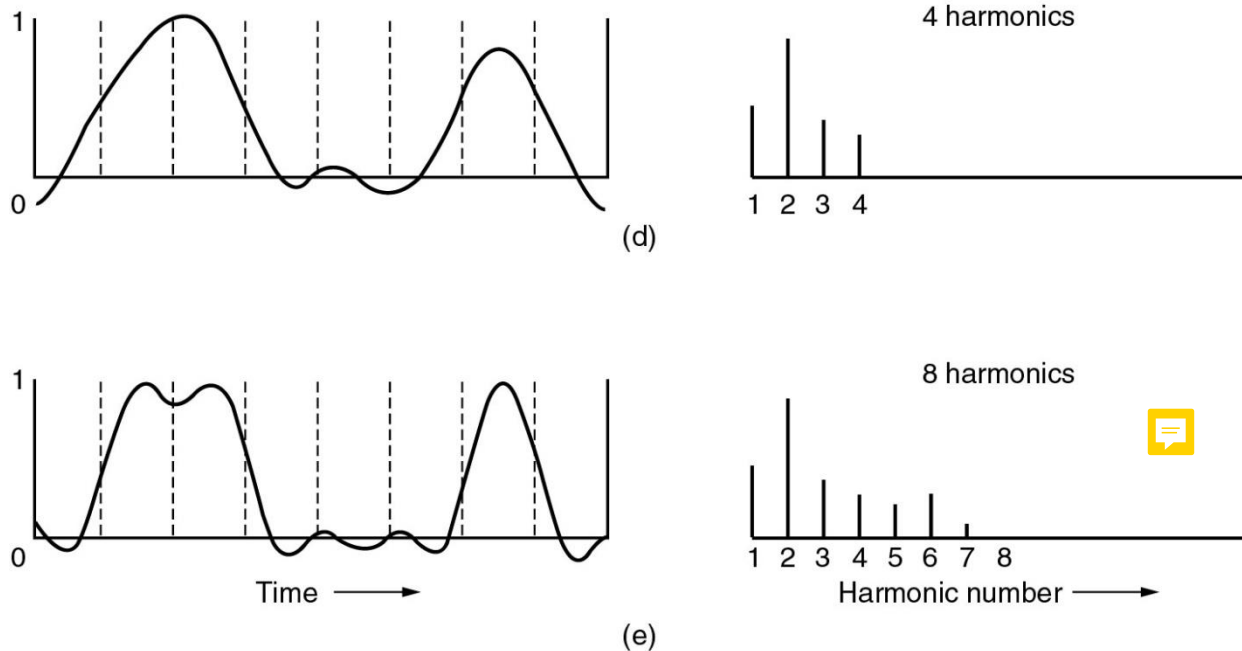 1
4 harmonics
0
1 2 3 4
(d)
1
8 harmonics
0
1 2 3 4 5 6 7 8
Time
Harmonic number
(e)